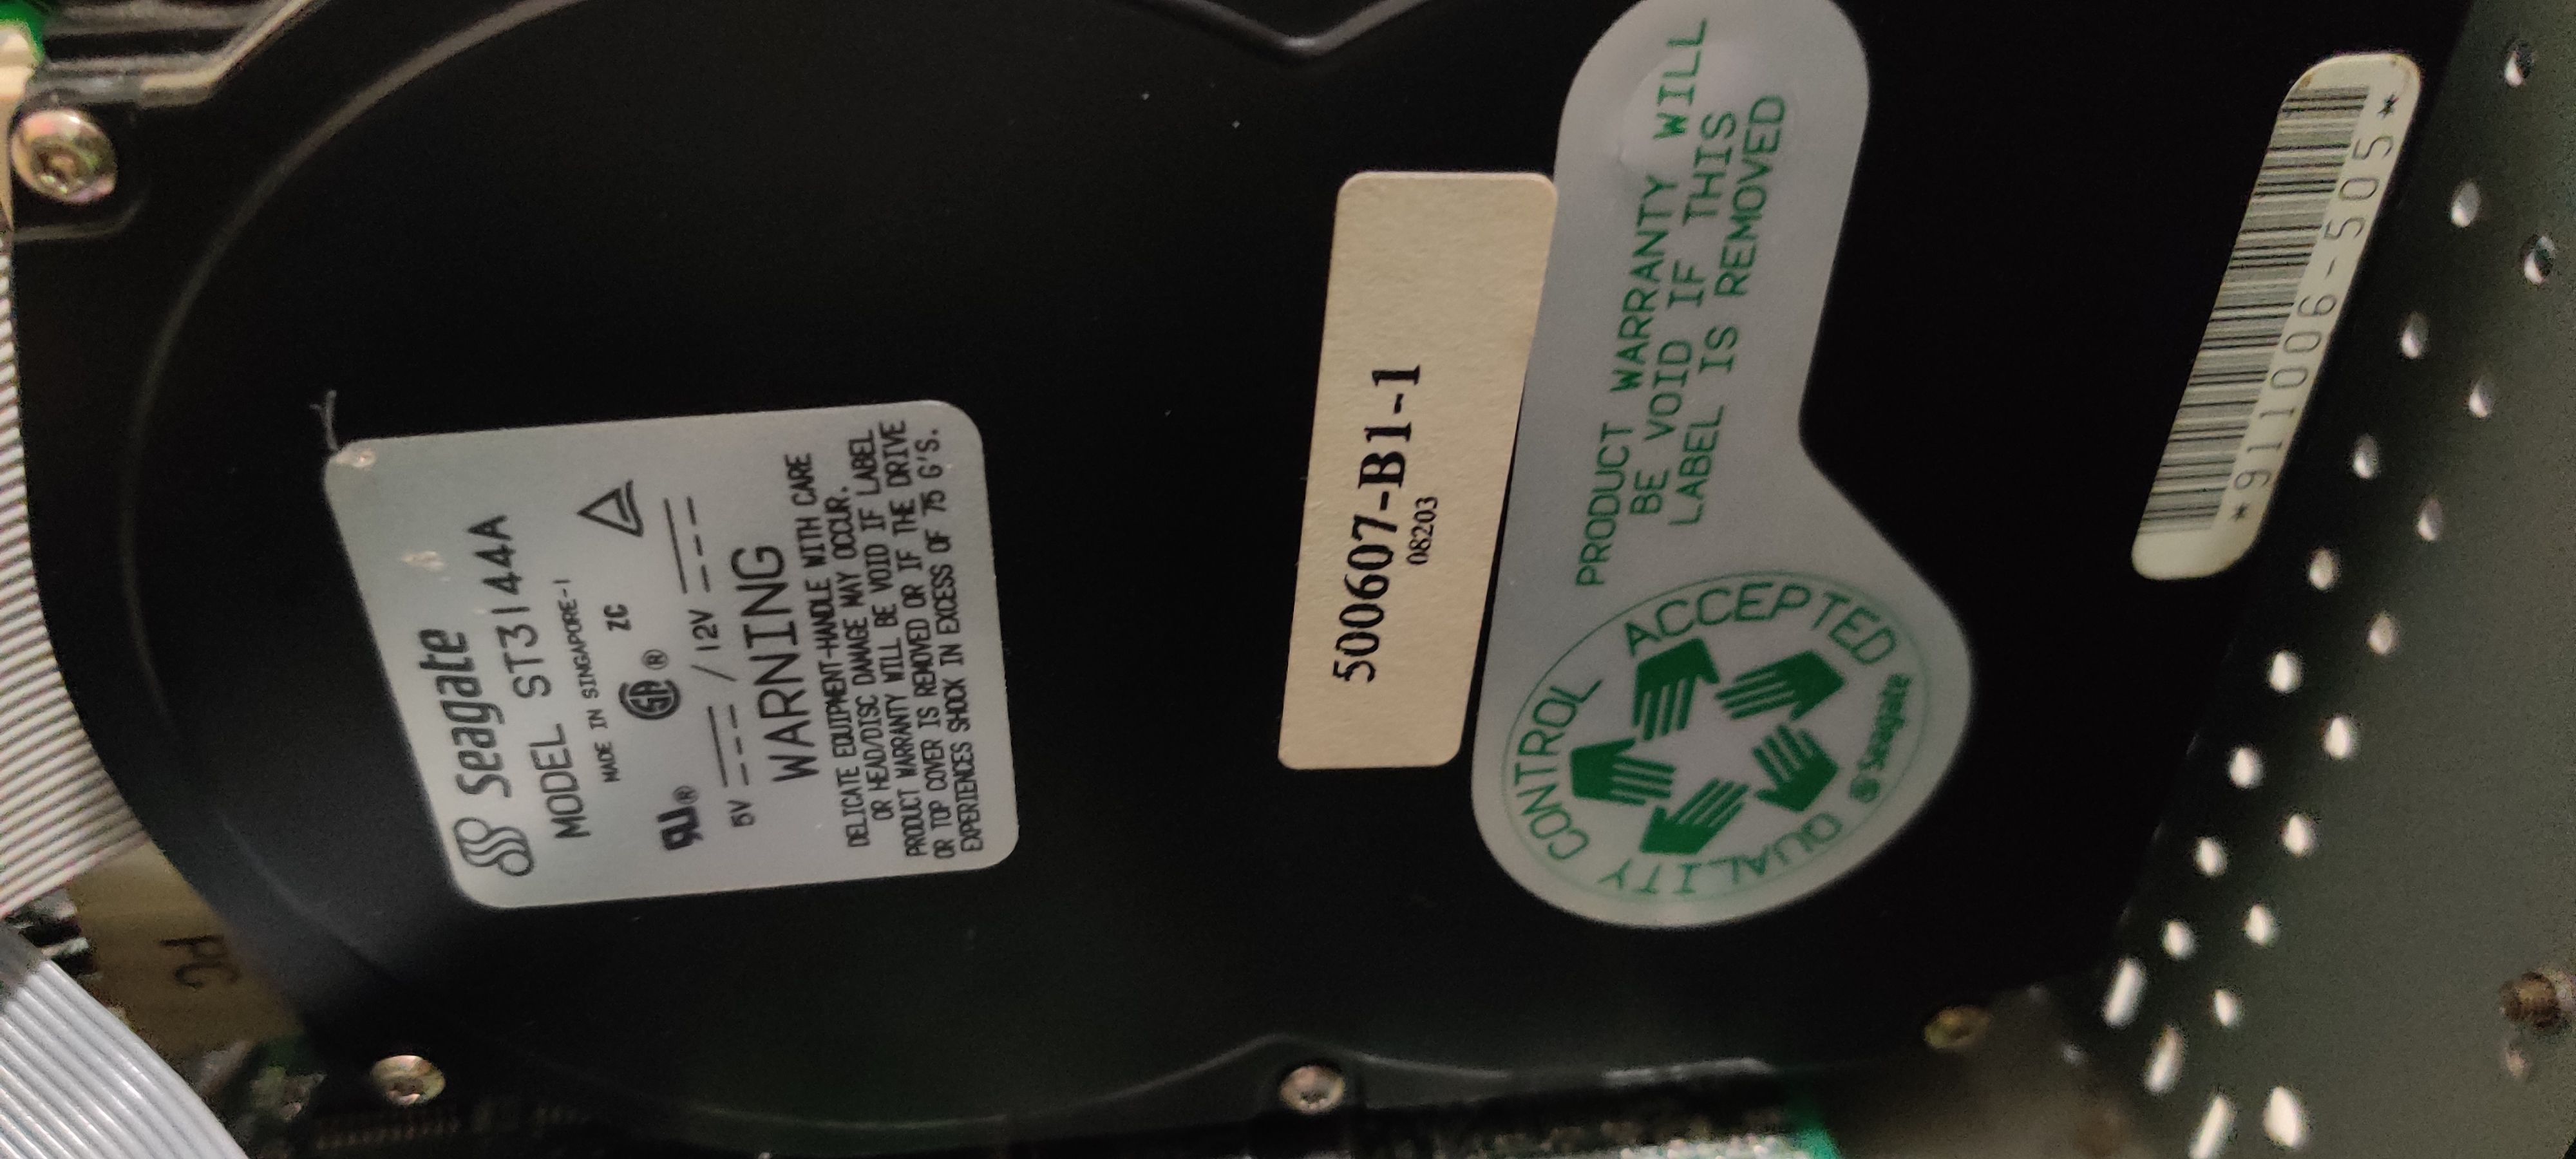 Seagate
MODEL ST3144A
MADE IN SINGAPORE-1
ZC
5V / 12V
WARNING
DELICATE EQUIPMENT-HANDLE WITH CARE
OR HEAD/DISC DAMAGE MAY OCCUR.
PRODUCT WARRANTY WILL BE VOID IF LABEL
OR TOP COVER IS REMOVED OR IF THE DRIVE
EXPERIENCES SHOCK IN EXCESS OF 75 G'S.
500607-B1-1
08203
PRODUCT WARRANTY WILL
BE VOID IF THIS
LABEL IS REMOVED
QUALITY CONTROL ACCEPTED
Seagate
*911006-505*
PC